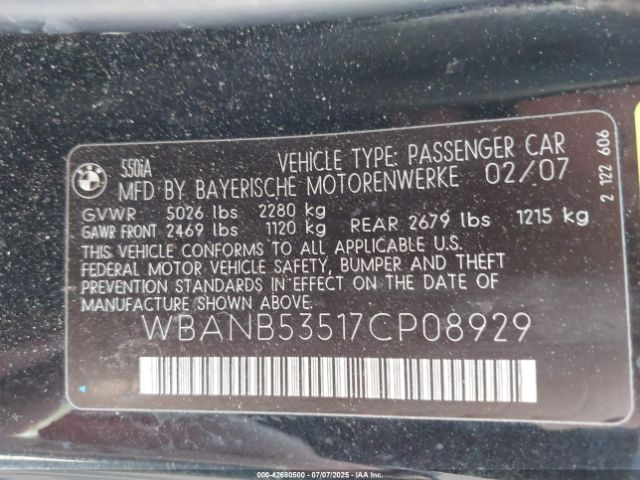 BMW
550iA
VEHICLE TYPE: PASSENGER CAR
MFD BY BAYERISCHE MOTORENWERKE 02/07
GVWR 5026 lbs 2280 kg
GAWR FRONT 2469 lbs 1120 kg REAR 2679 lbs 1215 kg
THIS VEHICLE CONFORMS TO ALL APPLICABLE U.S.
FEDERAL MOTOR VEHICLE SAFETY, BUMPER AND THEFT
PREVENTION STANDARDS IN EFFECT ON THE DATE OF
MANUFACTURE SHOWN ABOVE.
WBANB53517CP08929
2 122 606
000-42680500 - 07/07/2025 - IAA Inc.